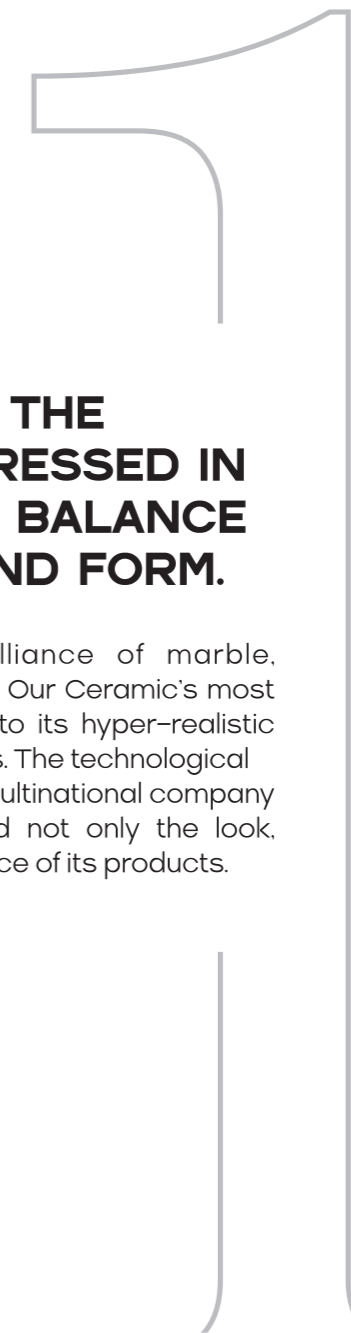 THE
RESSED IN
BALANCE
ND FORM.
lliance of marble,
Our Ceramic's most
to its hyper-realistic
s. The technological
ultinational company
d not only the look,
ce of its products.